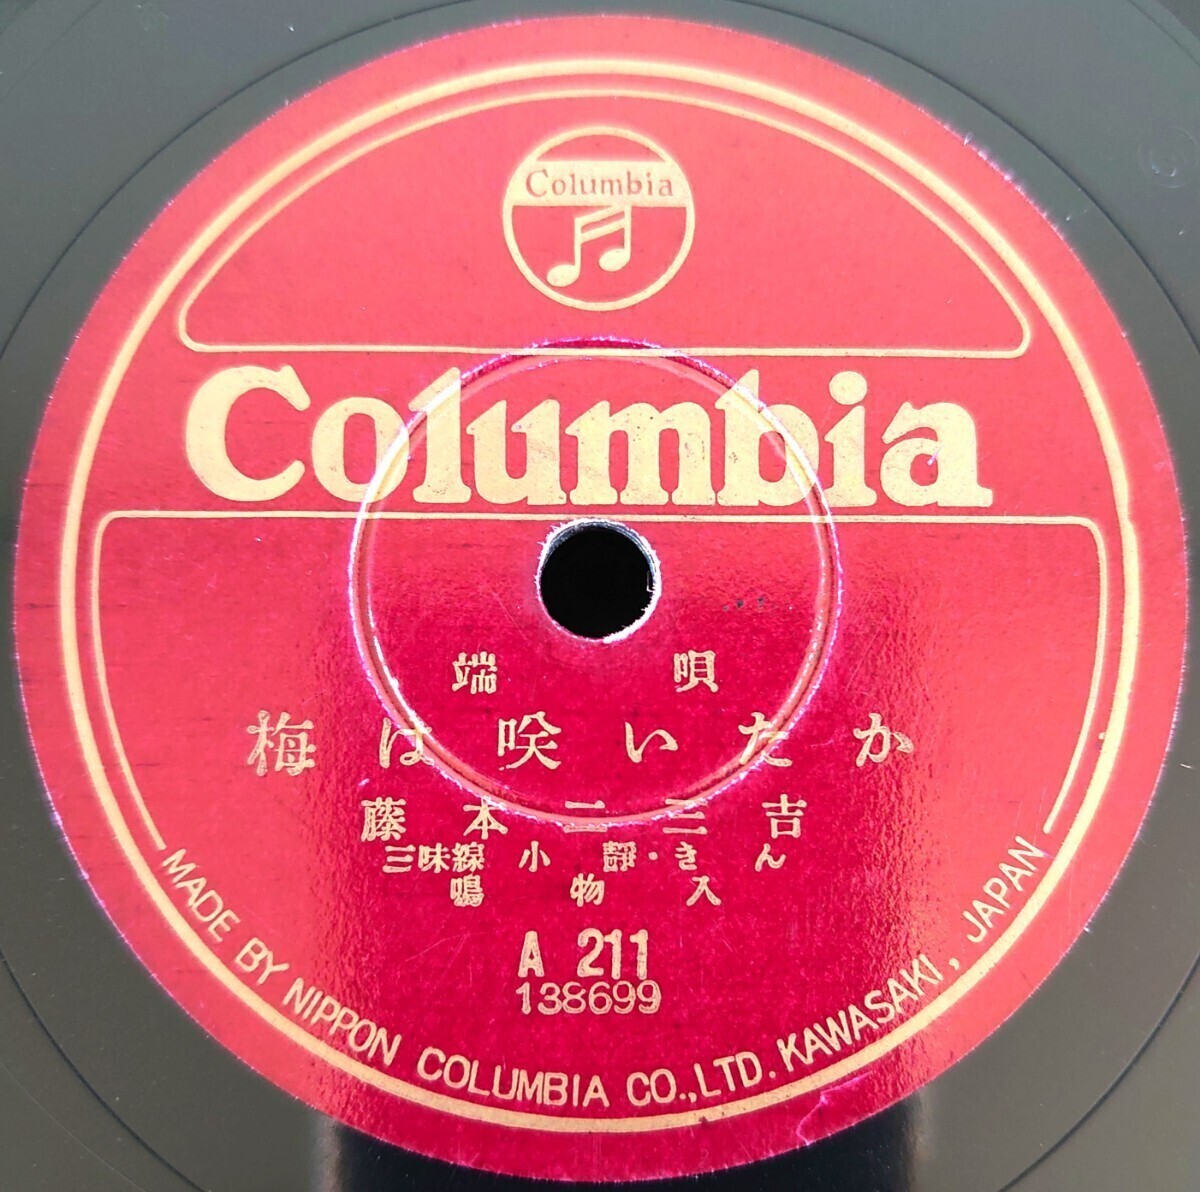 Columbia
Columbia
端唄
梅は咲いたか
藤本二三吉
三味線 小靜・きん
鳴物入
A 211
138699
MADE BY NIPPON COLUMBIA CO.,LTD. KAWASAKI, JAPAN